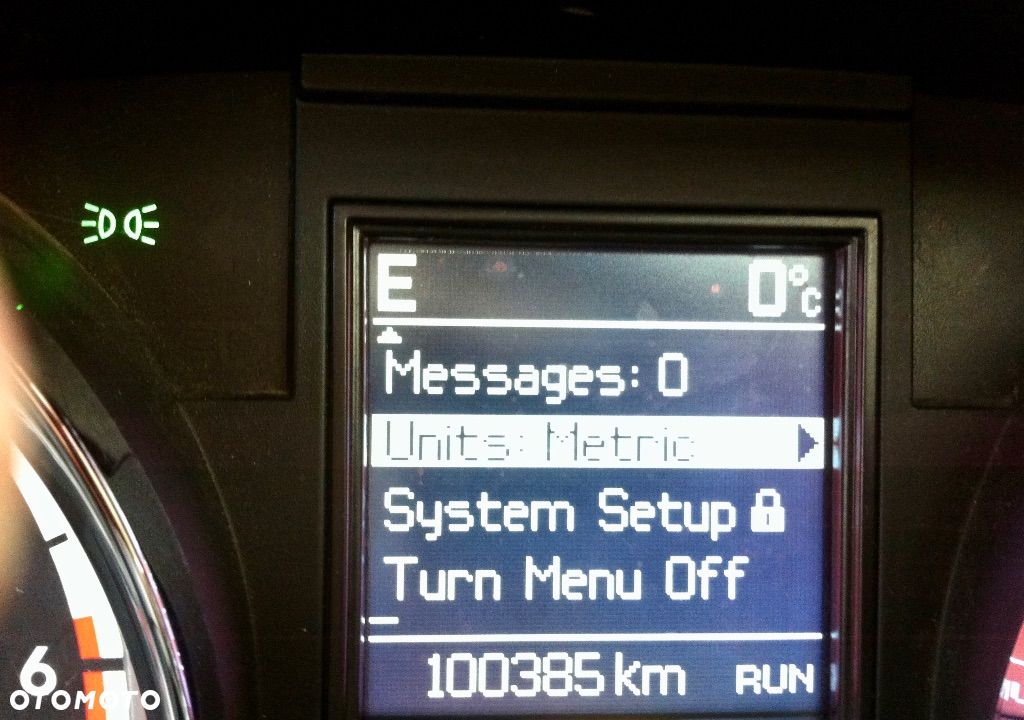 E 0°C
Messages: 0
Units: Metric
System Setup
Turn Menu Off
100385 km RUN
6
OTOMOTO